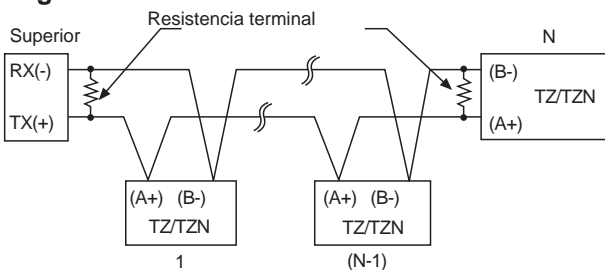 Resistencia terminal
Superior
N
RX(-)
TX(+)
(B-)
TZ/TZN
(A+)
(A+) (B-)
TZ/TZN
1
(A+) (B-)
TZ/TZN
(N-1)